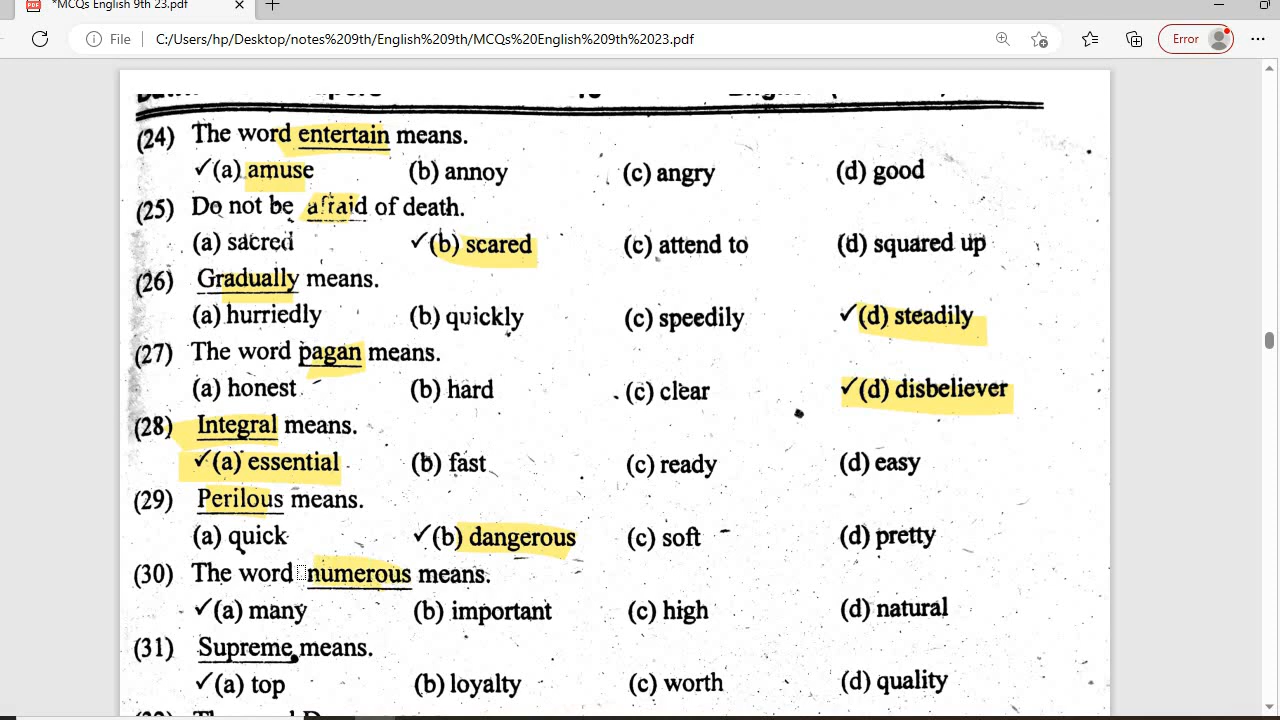 *MCQs English 9th 23.pdf
File C:/Users/hp/Desktop/notes%209th/English%209th/MCQs%20English%209th%2023.pdf Error
(24) The word entertain means.
✓(a) amuse (b) annoy (c) angry (d) good
(25) Do not be afraid of death.
(a) sacred ✓(b) scared (c) attend to (d) squared up
(26) Gradually means.
(a) hurriedly (b) quickly (c) speedily ✓(d) steadily
(27) The word pagan means.
(a) honest (b) hard (c) clear ✓(d) disbeliever
(28) Integral means.
✓(a) essential (b) fast (c) ready (d) easy
(29) Perilous means.
(a) quick ✓(b) dangerous (c) soft (d) pretty
(30) The word numerous means.
✓(a) many (b) important (c) high (d) natural
(31) Supreme means.
✓(a) top (b) loyalty (c) worth (d) quality